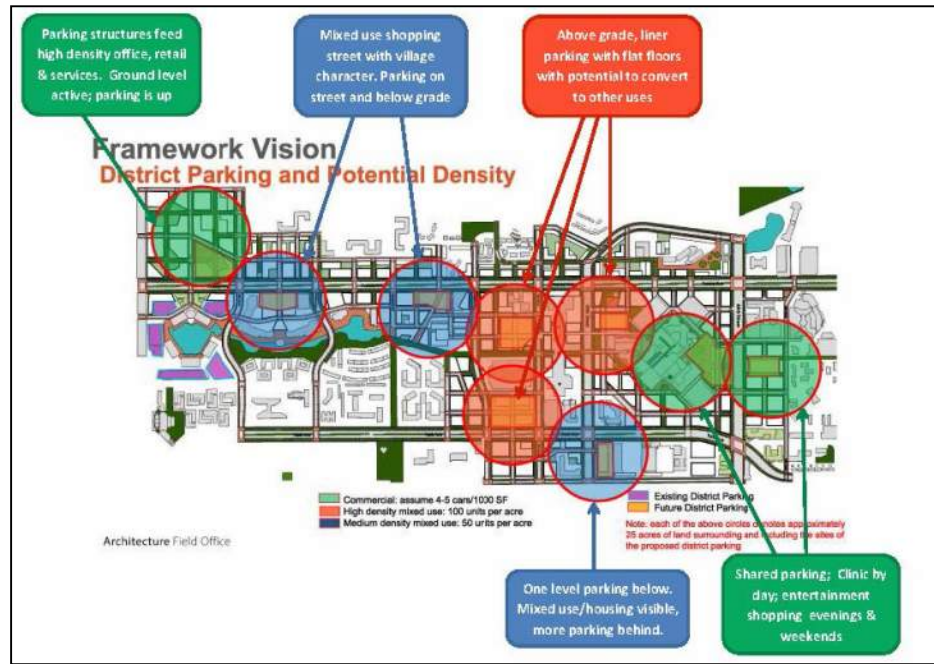 Parking structures feed
high density office, retail
& services. Ground level
active; parking is up
Mixed use shopping
street with village
character. Parking on
street and below grade
Above grade, liner
parking with flat floors
with potential to convert
to other uses
Framework Vision
District Parking and Potential Density
Commercial: assume 4-5 cars/1000 SF
High density mixed use: 100 units per acre
Medium density mixed use: 50 units per acre
Existing District Parking
Future District Parking
Note: each of the above circles denotes approximately
25 acres of land surrounding and including the sites of
the proposed district parking
Architecture Field Office
One level parking below.
Mixed use/housing visible,
more parking behind.
Shared parking; Clinic by
day; entertainment
shopping evenings &
weekends